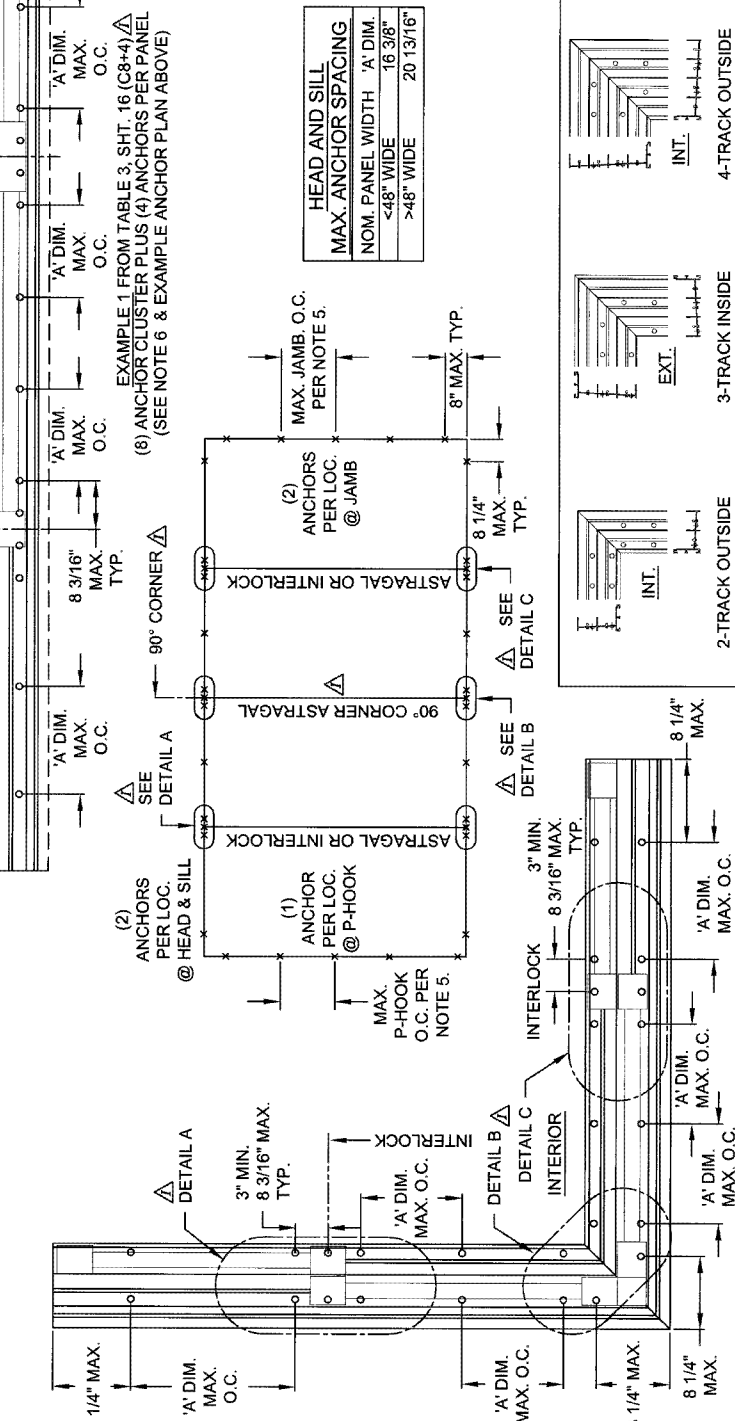 'A' DIM.
MAX.
O.C.
8 3/16"
MAX.
TYP.
'A' DIM.
MAX.
O.C.
'A' DIM.
MAX.
O.C.
'A' DIM.
MAX.
O.C.
EXAMPLE 1 FROM TABLE 3, SHT. 16 (C8+4)
(8) ANCHOR CLUSTER PLUS (4) ANCHORS PER PANEL
(SEE NOTE 6 & EXAMPLE ANCHOR PLAN ABOVE)
HEAD AND SILL
MAX. ANCHOR SPACING
NOM. PANEL WIDTH 'A' DIM.
<48" WIDE 16 3/8"
>48" WIDE 20 13/16"
(2)
ANCHORS
PER LOC.
@ HEAD & SILL
SEE
DETAIL A
90° CORNER
MAX.
P-HOOK
O.C. PER
NOTE 5.
(1)
ANCHOR
PER LOC.
@ P-HOOK
ASTRAGAL OR INTERLOCK
90° CORNER ASTRAGAL
ASTRAGAL OR INTERLOCK
(2)
ANCHORS
PER LOC.
@ JAMB
MAX. JAMB. O.C.
PER NOTE 5.
8" MAX. TYP.
SEE
DETAIL B
SEE
DETAIL C
8 1/4"
MAX.
TYP.
1/4" MAX.
'A' DIM.
MAX.
O.C.
'A' DIM.
MAX. O.C.
1/4" MAX.
8 1/4"
MAX.
DETAIL A
3" MIN.
8 3/16" MAX.
TYP.
INTERLOCK
'A' DIM.
MAX. O.C.
DETAIL B
DETAIL C
INTERIOR
INTERLOCK
3" MIN.
8 3/16" MAX.
TYP.
'A' DIM.
MAX. O.C.
'A' DIM.
MAX. O.C.
'A' DIM.
MAX. O.C.
8 1/4"
MAX.
INT.
2-TRACK OUTSIDE
EXT.
3-TRACK INSIDE
INT.
4-TRACK OUTSIDE